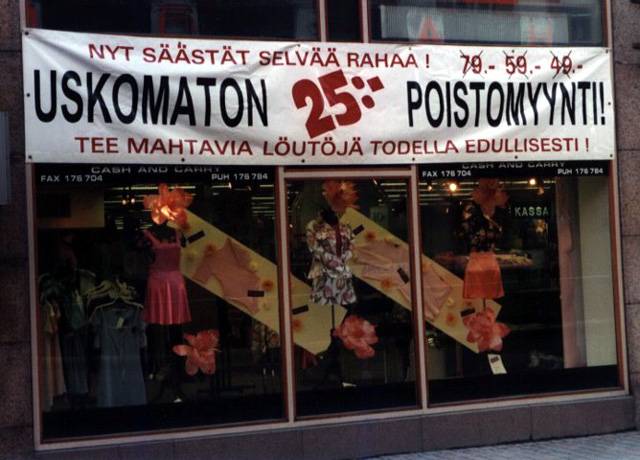 NYT SÄÄSTÄT SELVÄÄ RAHAA ! 79.- 59.- 49.-
USKOMATON 25:- POISTOMYYNTI!
TEE MAHTAVIA LÖUTÖJÄ TODELLA EDULLISESTI !
CASH AND CARRY CASH AND CARRY
FAX 176 704 PUH 176 784 FAX 176 704 PUH 176 784
KASSA